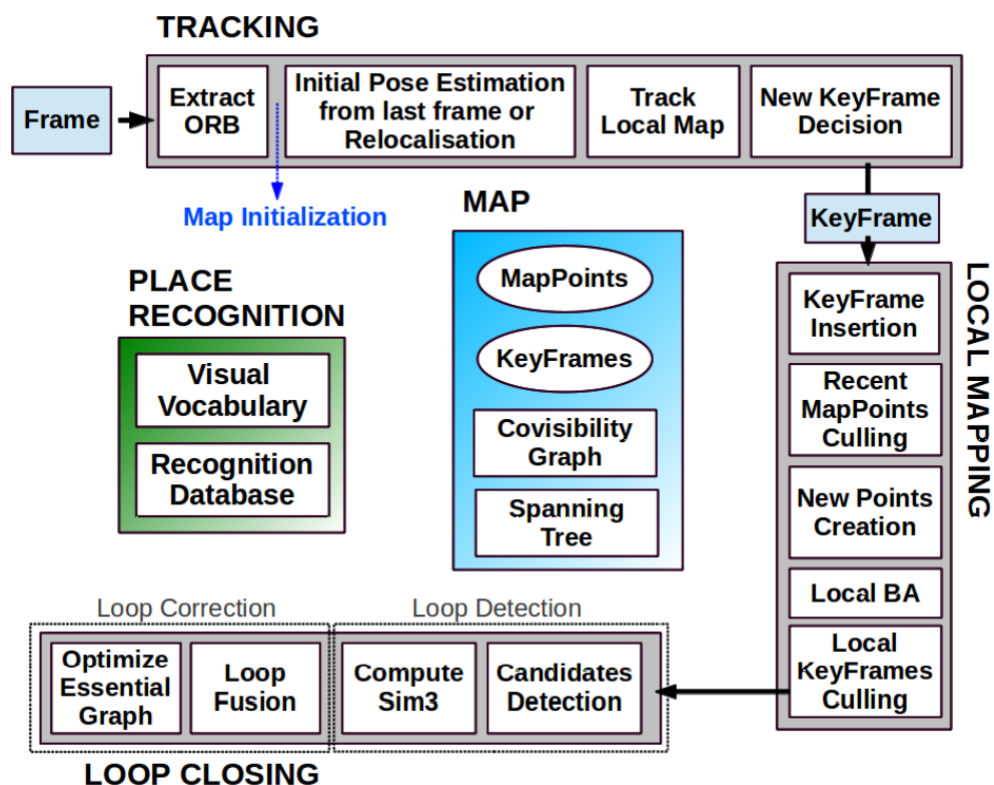 TRACKING
Frame
Extract
ORB
Initial Pose Estimation
from last frame or
Relocalisation
Track
Local Map
New KeyFrame
Decision
Map Initialization
KeyFrame
MAP
MapPoints
KeyFrames
Covisibility
Graph
Spanning
Tree
PLACE
RECOGNITION
Visual
Vocabulary
Recognition
Database
LOCAL MAPPING
KeyFrame
Insertion
Recent
MapPoints
Culling
New Points
Creation
Local BA
Local
KeyFrames
Culling
Loop Correction
Loop Detection
Optimize
Essential
Graph
Loop
Fusion
Compute
Sim3
Candidates
Detection
LOOP CLOSING